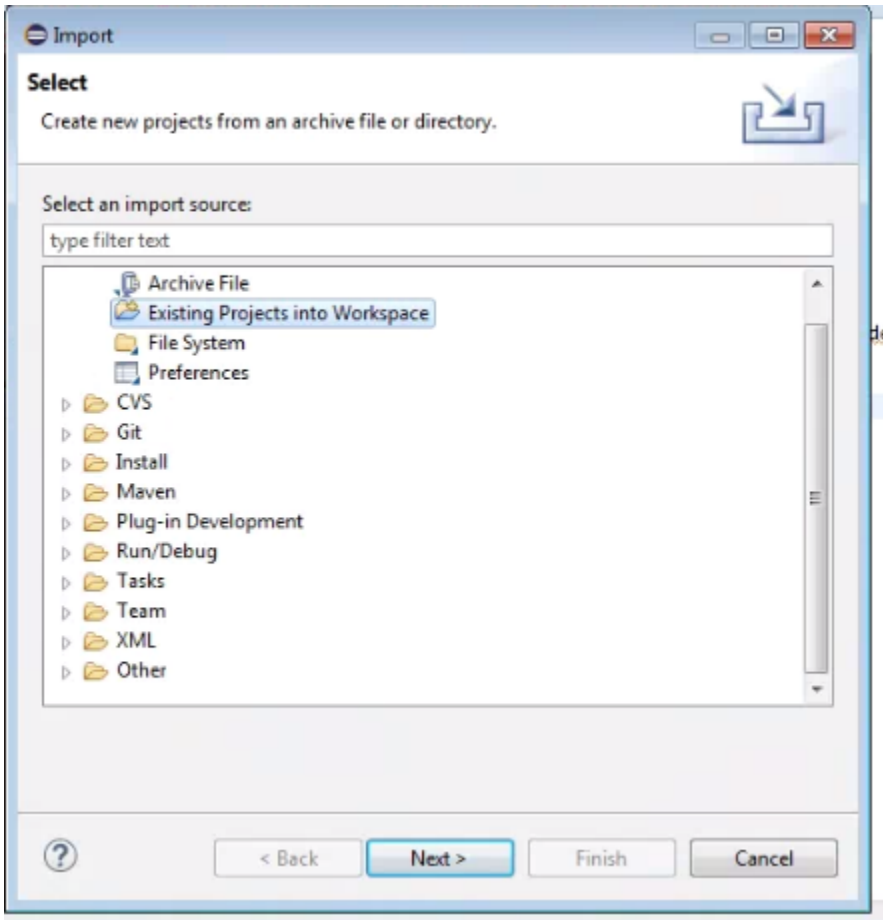 Import
Select
Create new projects from an archive file or directory.
Select an import source:
type filter text
Archive File
Existing Projects into Workspace
File System
Preferences
CVS
Git
Install
Maven
Plug-in Development
Run/Debug
Tasks
Team
XML
Other
? < Back Next > Finish Cancel